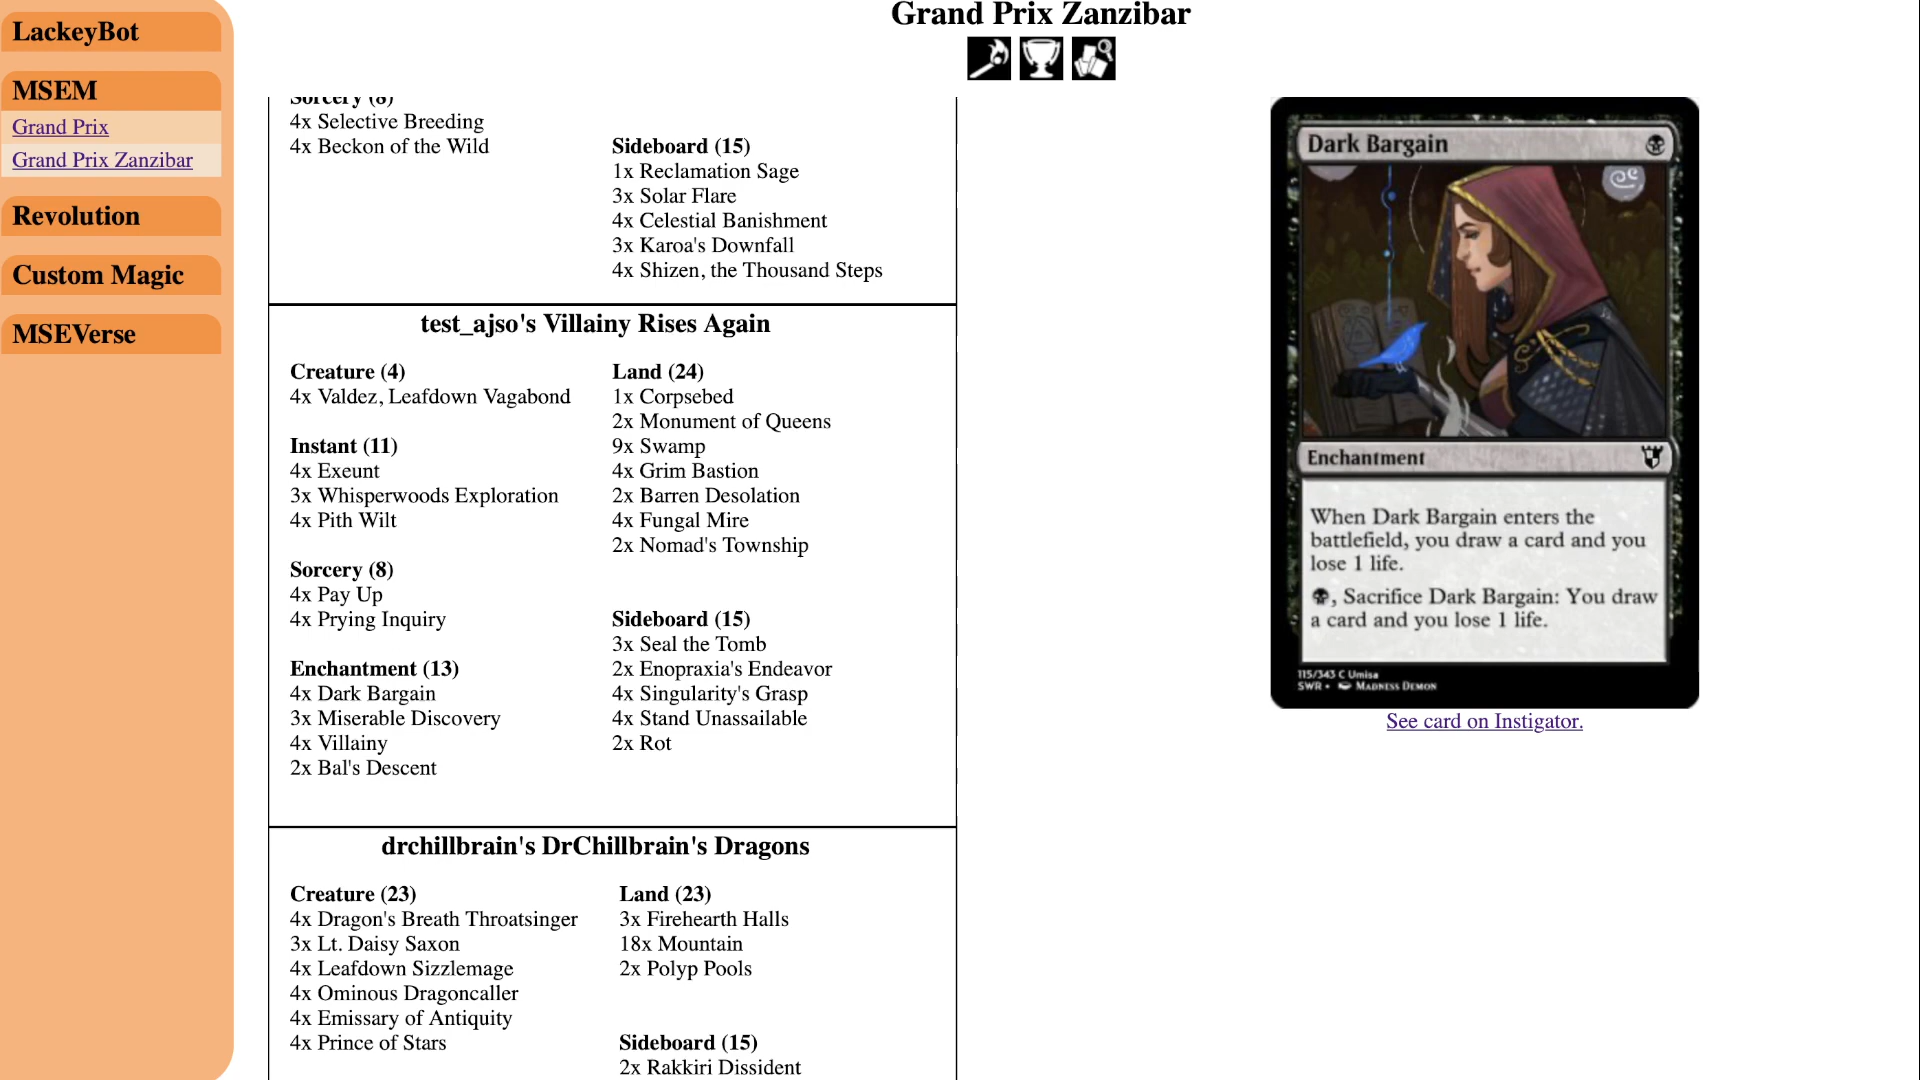 LackeyBot
MSEM
Grand Prix
Grand Prix Zanzibar
Revolution
Custom Magic
MSEVerse
Grand Prix Zanzibar
Sorcery (8)
4x Selective Breeding
4x Beckon of the Wild
Sideboard (15)
1x Reclamation Sage
3x Solar Flare
4x Celestial Banishment
3x Karoa's Downfall
4x Shizen, the Thousand Steps
test_ajso's Villainy Rises Again
Creature (4)
4x Valdez, Leafdown Vagabond
Instant (11)
4x Exeunt
3x Whisperwoods Exploration
4x Pith Wilt
Sorcery (8)
4x Pay Up
4x Prying Inquiry
Enchantment (13)
4x Dark Bargain
3x Miserable Discovery
4x Villainy
2x Bal's Descent
Land (24)
1x Corpsebed
2x Monument of Queens
9x Swamp
4x Grim Bastion
2x Barren Desolation
4x Fungal Mire
2x Nomad's Township
Sideboard (15)
3x Seal the Tomb
2x Enopraxia's Endeavor
4x Singularity's Grasp
4x Stand Unassailable
2x Rot
drchillbrain's DrChillbrain's Dragons
Creature (23)
4x Dragon's Breath Throatsinger
3x Lt. Daisy Saxon
4x Leafdown Sizzlemage
4x Ominous Dragoncaller
4x Emissary of Antiquity
4x Prince of Stars
Land (23)
3x Firehearth Halls
18x Mountain
2x Polyp Pools
Sideboard (15)
2x Rakkiri Dissident
Dark Bargain
Enchantment
When Dark Bargain enters the
battlefield, you draw a card and you
lose 1 life.
, Sacrifice Dark Bargain: You draw
a card and you lose 1 life.
115/343 C Umisa
SWR • Madness Demon
See card on Instigator.